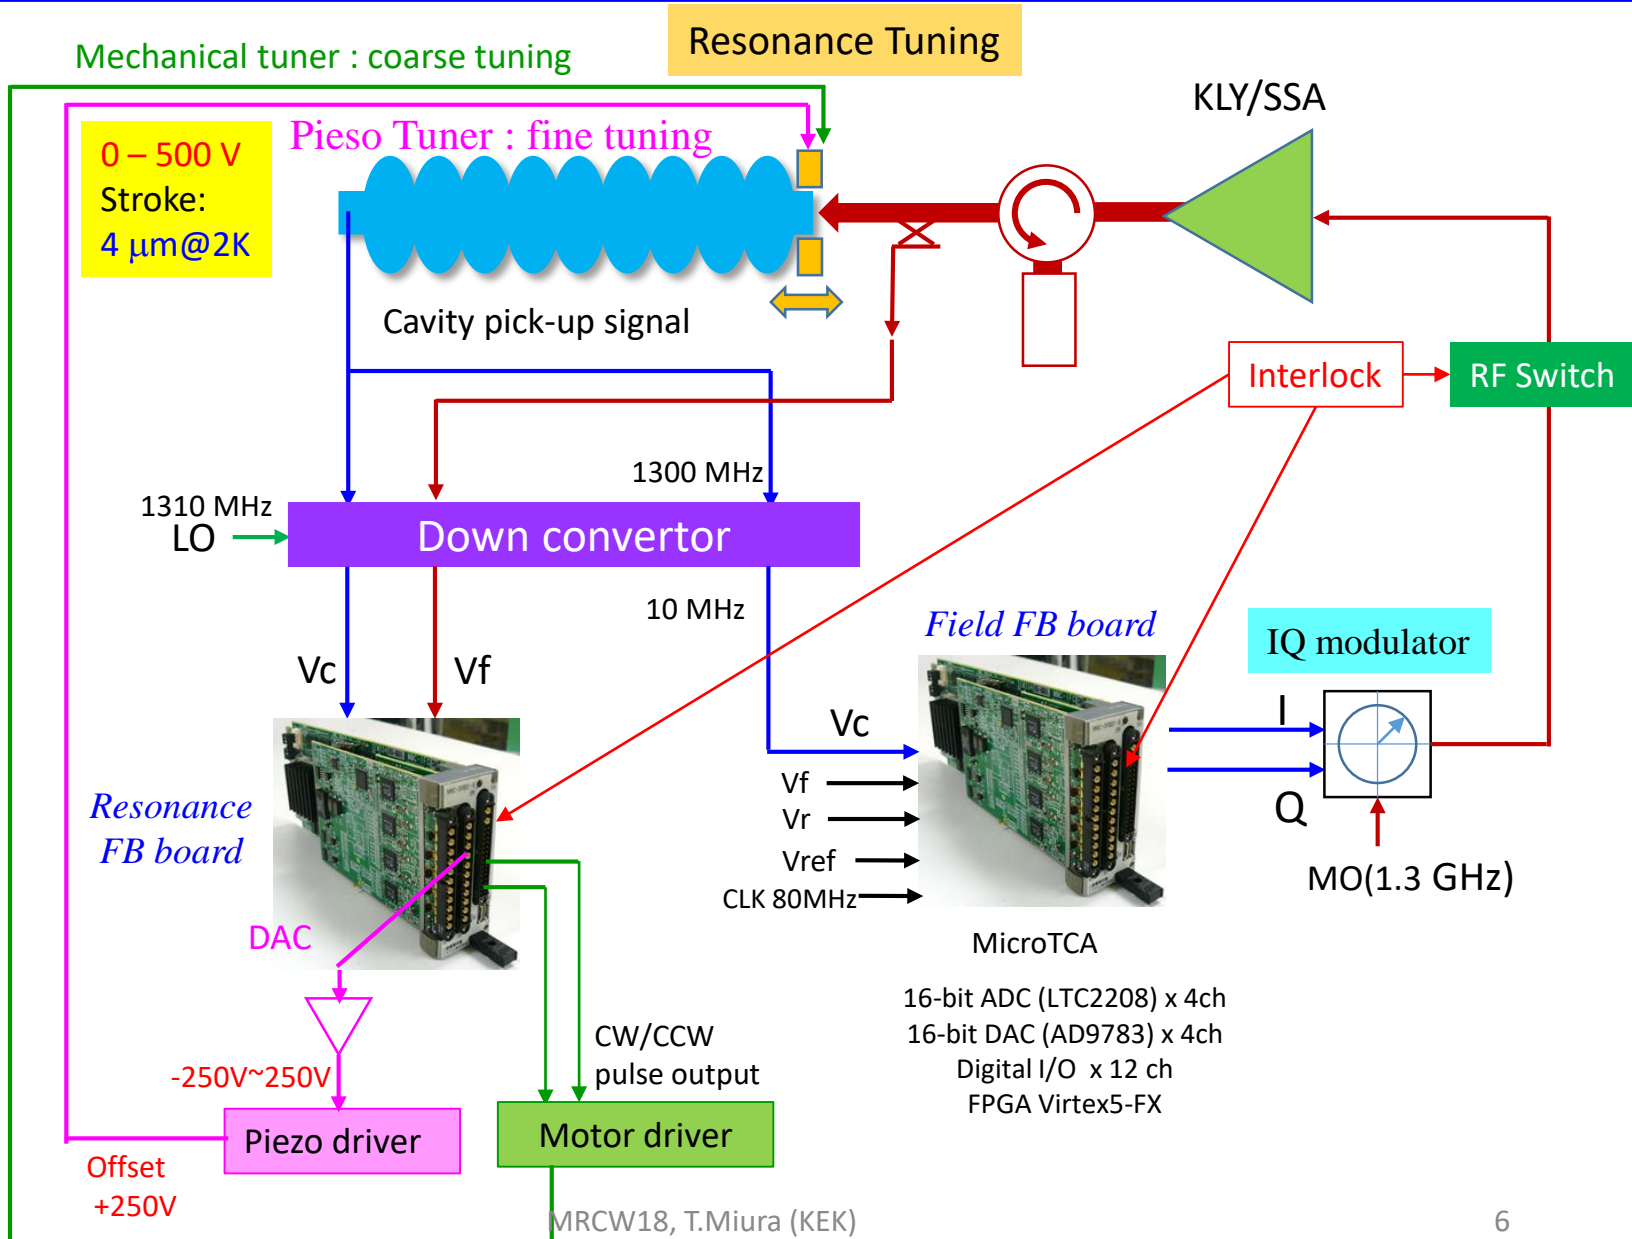 Resonance Tuning
Mechanical tuner : coarse tuning
KLY/SSA
Pieso Tuner : fine tuning
0 – 500 V
Stroke:
4 μm@2K
Cavity pick-up signal
Interlock
RF Switch
1300 MHz
1310 MHz
LO
Down convertor
10 MHz
Field FB board
IQ modulator
Vc
Vf
Vc
I
Q
Vf
Vr
Vref
CLK 80MHz
MO(1.3 GHz)
Resonance
FB board
DAC
MicroTCA
16-bit ADC (LTC2208) x 4ch
16-bit DAC (AD9783) x 4ch
Digital I/O x 12 ch
FPGA Virtex5-FX
CW/CCW
pulse output
-250V~250V
Piezo driver
Motor driver
Offset
+250V
MRCW18, T.Miura (KEK)
6